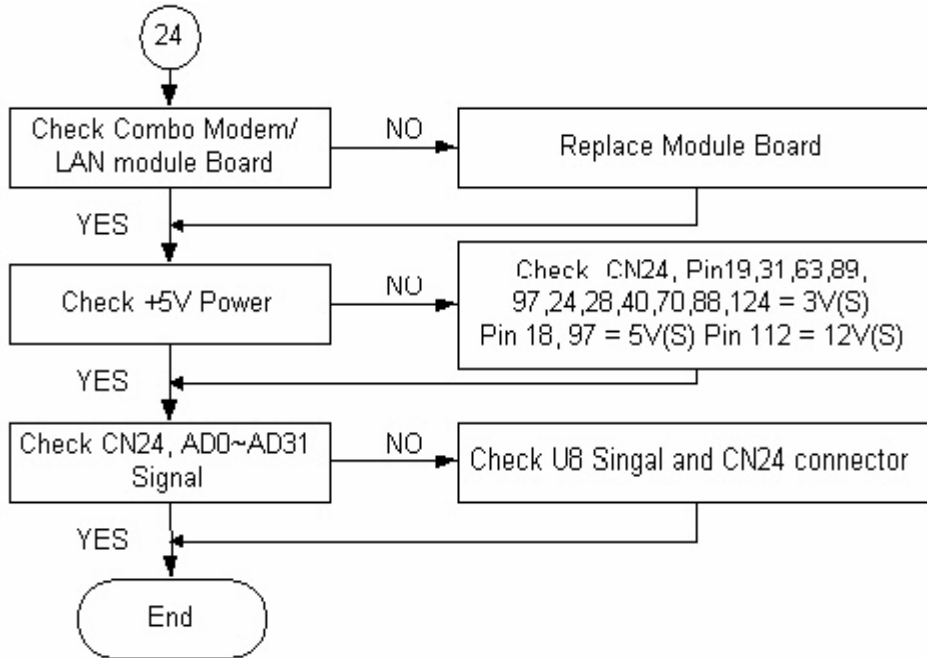 24
Check Combo Modem/
LAN module Board
NO
Replace Module Board
YES
Check +5V Power
NO
Check CN24, Pin19,31,63,89,
97,24,28,40,70,88,124 = 3V(S)
Pin 18, 97 = 5V(S) Pin 112 = 12V(S)
YES
Check CN24, AD0~AD31
Signal
NO
Check U8 Singal and CN24 connector
YES
End